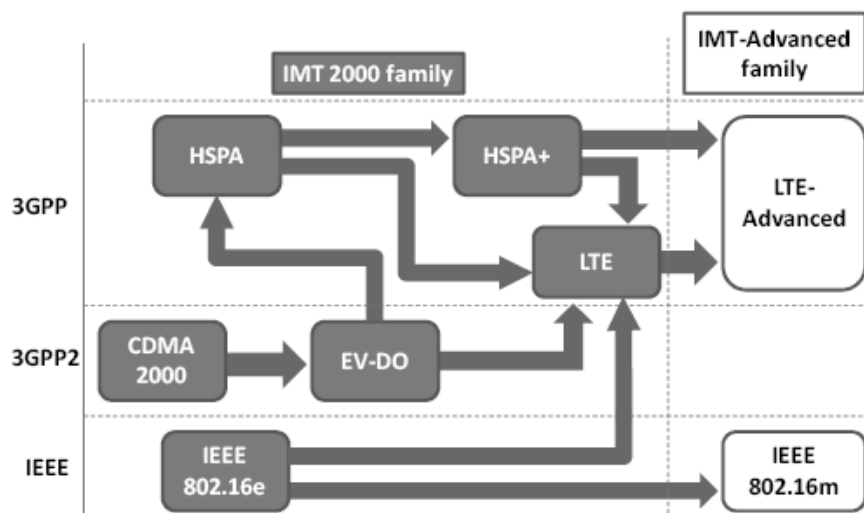 IMT 2000 family
IMT-Advanced
family
3GPP
HSPA
HSPA+
LTE-
Advanced
LTE
3GPP2
CDMA
2000
EV-DO
IEEE
IEEE
802.16e
IEEE
802.16m